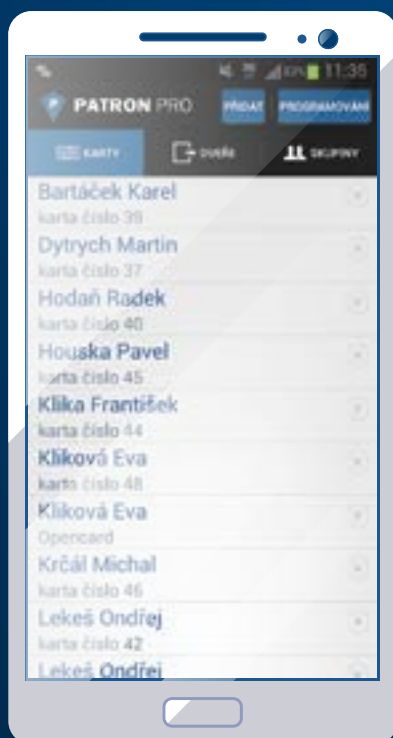 11:35
PATRON PRO PŘIDAT PROGRAMOVÁNÍ
KARTY DVEŘE SKUPINY
Bartáček Karel
karta číslo 39
Dytrych Martin
karta číslo 37
Hodaň Radek
karta číslo 40
Houska Pavel
karta číslo 45
Klika František
karta číslo 44
Klíková Eva
karta číslo 48
Klíková Eva
Opencard
Krčál Michal
karta číslo 46
Lekeš Ondřej
karta číslo 42
Lekeš Ondřej